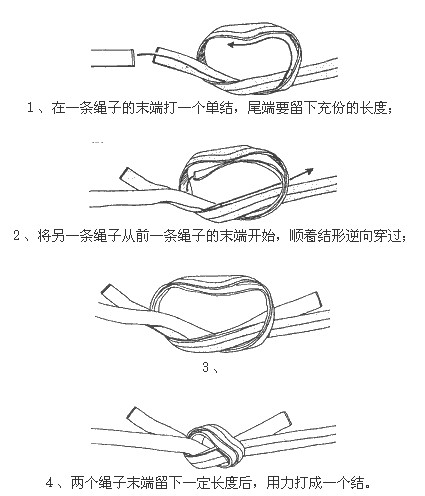 1、在一条绳子的末端打一个单结，尾端要留下充份的长度；
2、将另一条绳子从前一条绳子的末端开始，顺着结形逆向穿过；
3、
4、两个绳子末端留下一定长度后，用力打成一个结。